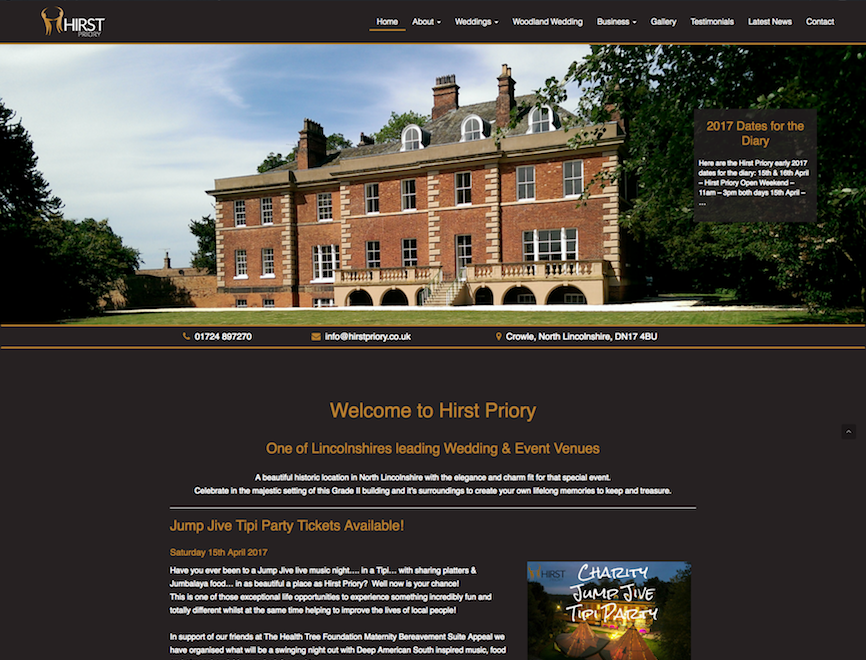 HIRST
PRIORY
Home About Weddings Woodland Wedding Business Gallery Testimonials Latest News Contact
2017 Dates for the
Diary
Here are the Hirst Priory early 2017
dates for the diary: 15th & 16th April
– Hirst Priory Open Weekend –
11am – 3pm both days 15th April –
…
01724 897270 info@hirstpriory.co.uk Crowle, North Lincolnshire, DN17 4BU
Welcome to Hirst Priory
One of Lincolnshires leading Wedding & Event Venues
A beautiful historic location in North Lincolnshire with the elegance and charm fit for that special event.
Celebrate in the majestic setting of this Grade II building and it's surroundings to create your own lifelong memories to keep and treasure.
Jump Jive Tipi Party Tickets Available!
Saturday 15th April 2017
Have you ever been to a Jump Jive live music night…. in a Tipi… with sharing platters &
Jumbalaya food… in as beautiful a place as Hirst Priory? Well now is your chance!
This is one of those exceptional life opportunities to experience something incredibly fun and
totally different whilst at the same time helping to improve the lives of local people!
In support of our friends at The Health Tree Foundation Maternity Bereavement Suite Appeal we
have organised what will be a swinging night out with Deep American South inspired music, food
HIRST
Charity
Jump Jive
Tipi Party